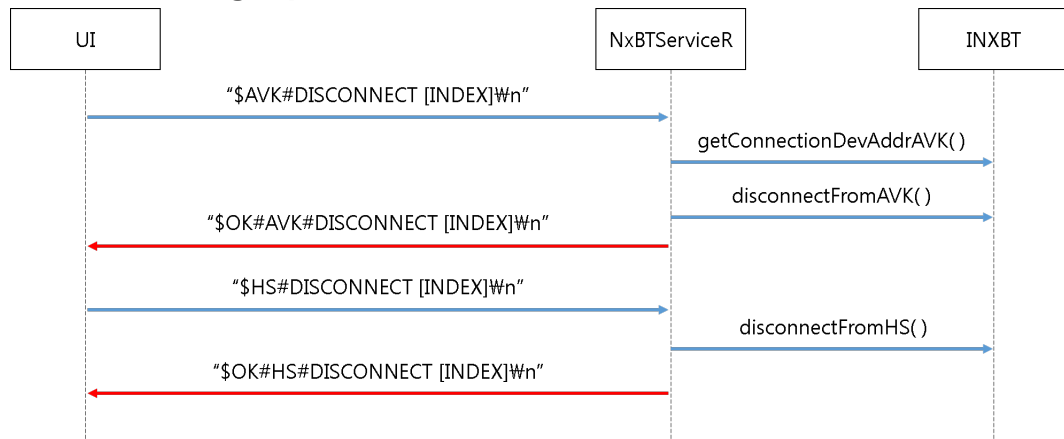 UI
NxBTServiceR
INXBT
“$AVK#DISCONNECT [INDEX]₩n”
getConnectionDevAddrAVK( )
disconnectFromAVK( )
“$OK#AVK#DISCONNECT [INDEX]₩n”
“$HS#DISCONNECT [INDEX]₩n”
disconnectFromHS( )
“$OK#HS#DISCONNECT [INDEX]₩n”